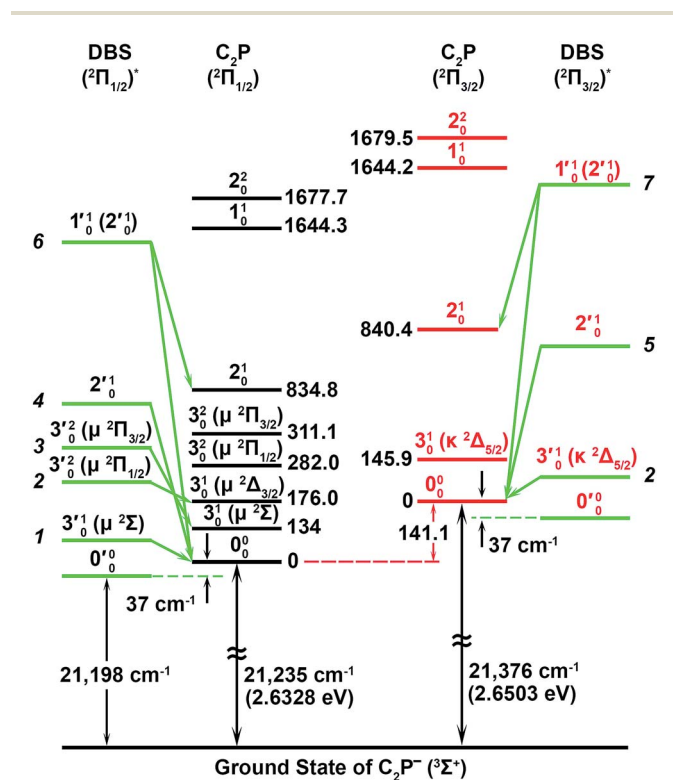 DBS C₂P C₂P DBS
(²Π₁/₂)* (²Π₁/₂) (²Π₃/₂) (²Π₃/₂)*
2²₀
1679.5
1¹₀
1644.2
2²₀
1677.7
1¹₀
1644.3
1′¹₀ (2′¹₀) 7
1′¹₀ (2′¹₀)
6
2¹₀
840.4
2′¹₀
5
2¹₀
834.8
2′¹₀
4
3²₀ (μ ²Π₃/₂)
311.1
3′²₀ (μ ²Π₃/₂)
3
3²₀ (μ ²Π₁/₂)
282.0
3′²₀ (μ ²Π₁/₂)
2
3¹₀ (μ ²Δ₃/₂)
176.0
3¹₀ (μ ²Σ)
134
3′¹₀ (μ ²Σ)
1
0⁰₀
0
0′⁰₀
3¹₀ (κ ²Δ₅/₂)
145.9
3′¹₀ (κ ²Δ₅/₂)
2
0⁰₀
0
0′⁰₀
141.1
37 cm⁻¹
37 cm⁻¹
21,198 cm⁻¹
21,235 cm⁻¹
(2.6328 eV)
21,376 cm⁻¹
(2.6503 eV)
Ground State of C₂P⁻ (³Σ⁺)